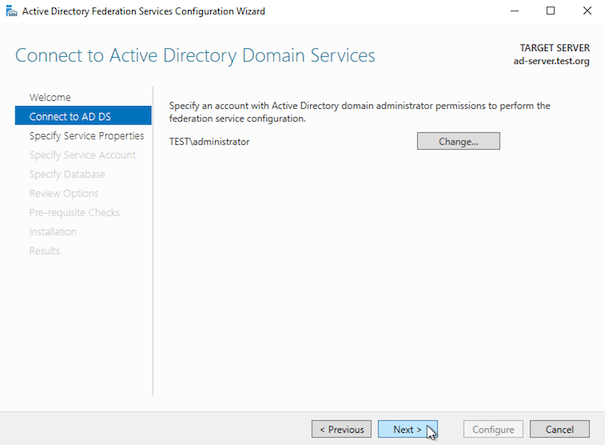 Active Directory Federation Services Configuration Wizard
Connect to Active Directory Domain Services
TARGET SERVER
ad-server.test.org
Welcome
Connect to AD DS
Specify Service Properties
Specify Service Account
Specify Database
Review Options
Pre-requisite Checks
Installation
Results
Specify an account with Active Directory domain administrator permissions to perform the
federation service configuration.
TEST\administrator
Change...
< Previous
Next >
Configure
Cancel